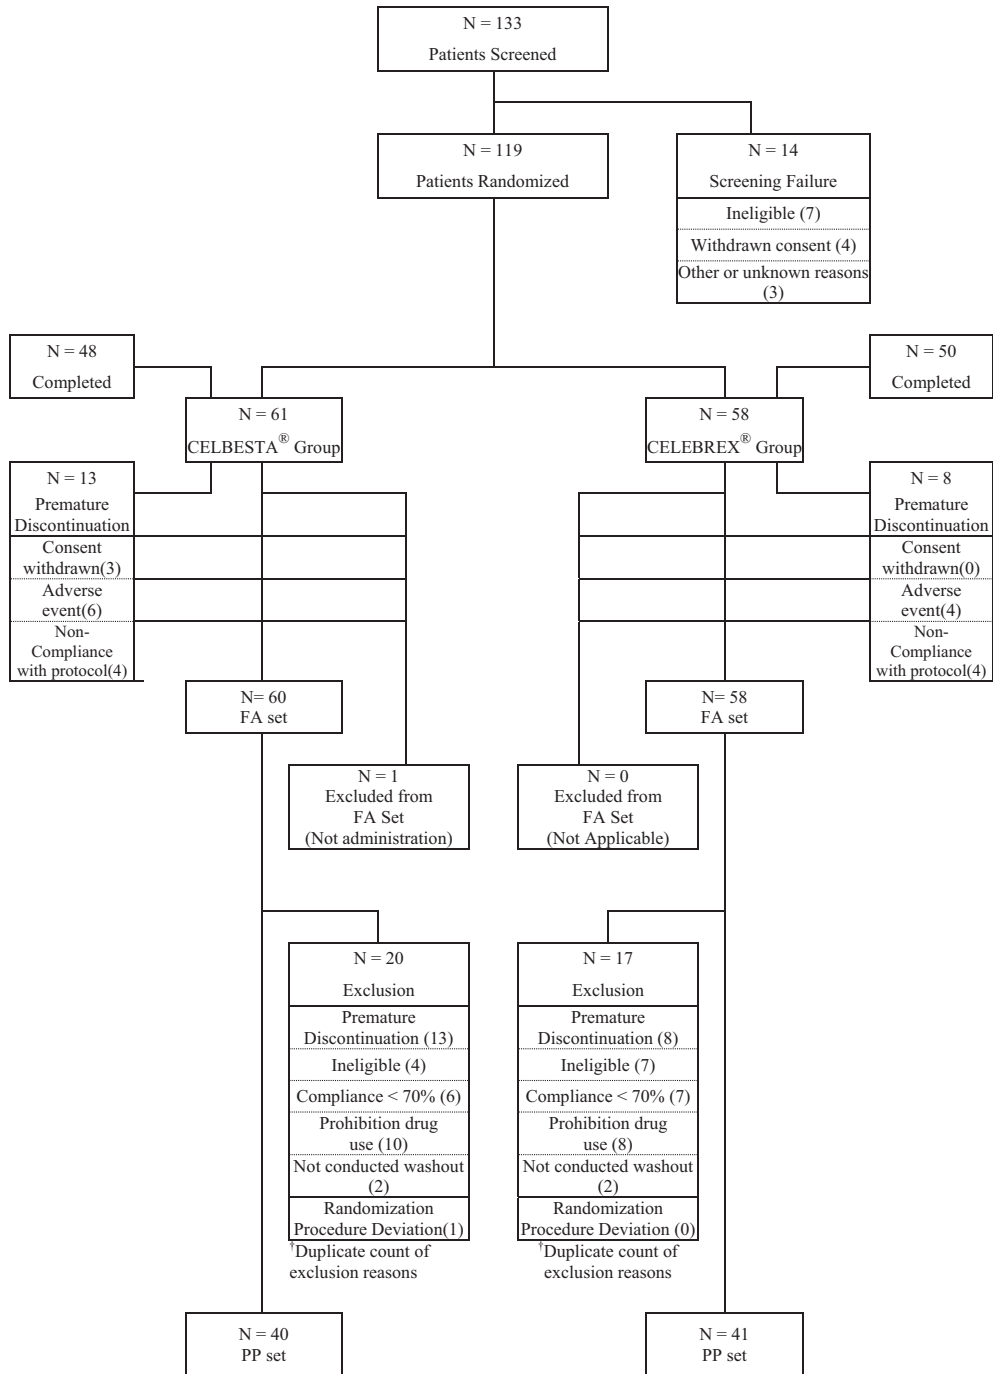 N = 133
Patients Screened
N = 119
Patients Randomized
N = 14
Screening Failure
Ineligible (7)
Withdrawn consent (4)
Other or unknown reasons
(3)
N = 48
Completed
N = 50
Completed
N = 61
CELBESTA® Group
N = 58
CELEBREX® Group
N = 13
Premature
Discontinuation
Consent
withdrawn(3)
Adverse
event(6)
Non-
Compliance
with protocol(4)
N = 8
Premature
Discontinuation
Consent
withdrawn(0)
Adverse
event(4)
Non-
Compliance
with protocol(4)
N= 60
FA set
N= 58
FA set
N = 1
Excluded from
FA Set
(Not administration)
N = 0
Excluded from
FA Set
(Not Applicable)
N = 20
Exclusion
Premature
Discontinuation (13)
Ineligible (4)
Compliance < 70% (6)
Prohibition drug
use (10)
Not conducted washout
(2)
Randomization
Procedure Deviation(1)
†Duplicate count of
exclusion reasons
N = 17
Exclusion
Premature
Discontinuation (8)
Ineligible (7)
Compliance < 70% (7)
Prohibition drug
use (8)
Not conducted washout
(2)
Randomization
Procedure Deviation (0)
†Duplicate count of
exclusion reasons
N = 40
PP set
N = 41
PP set